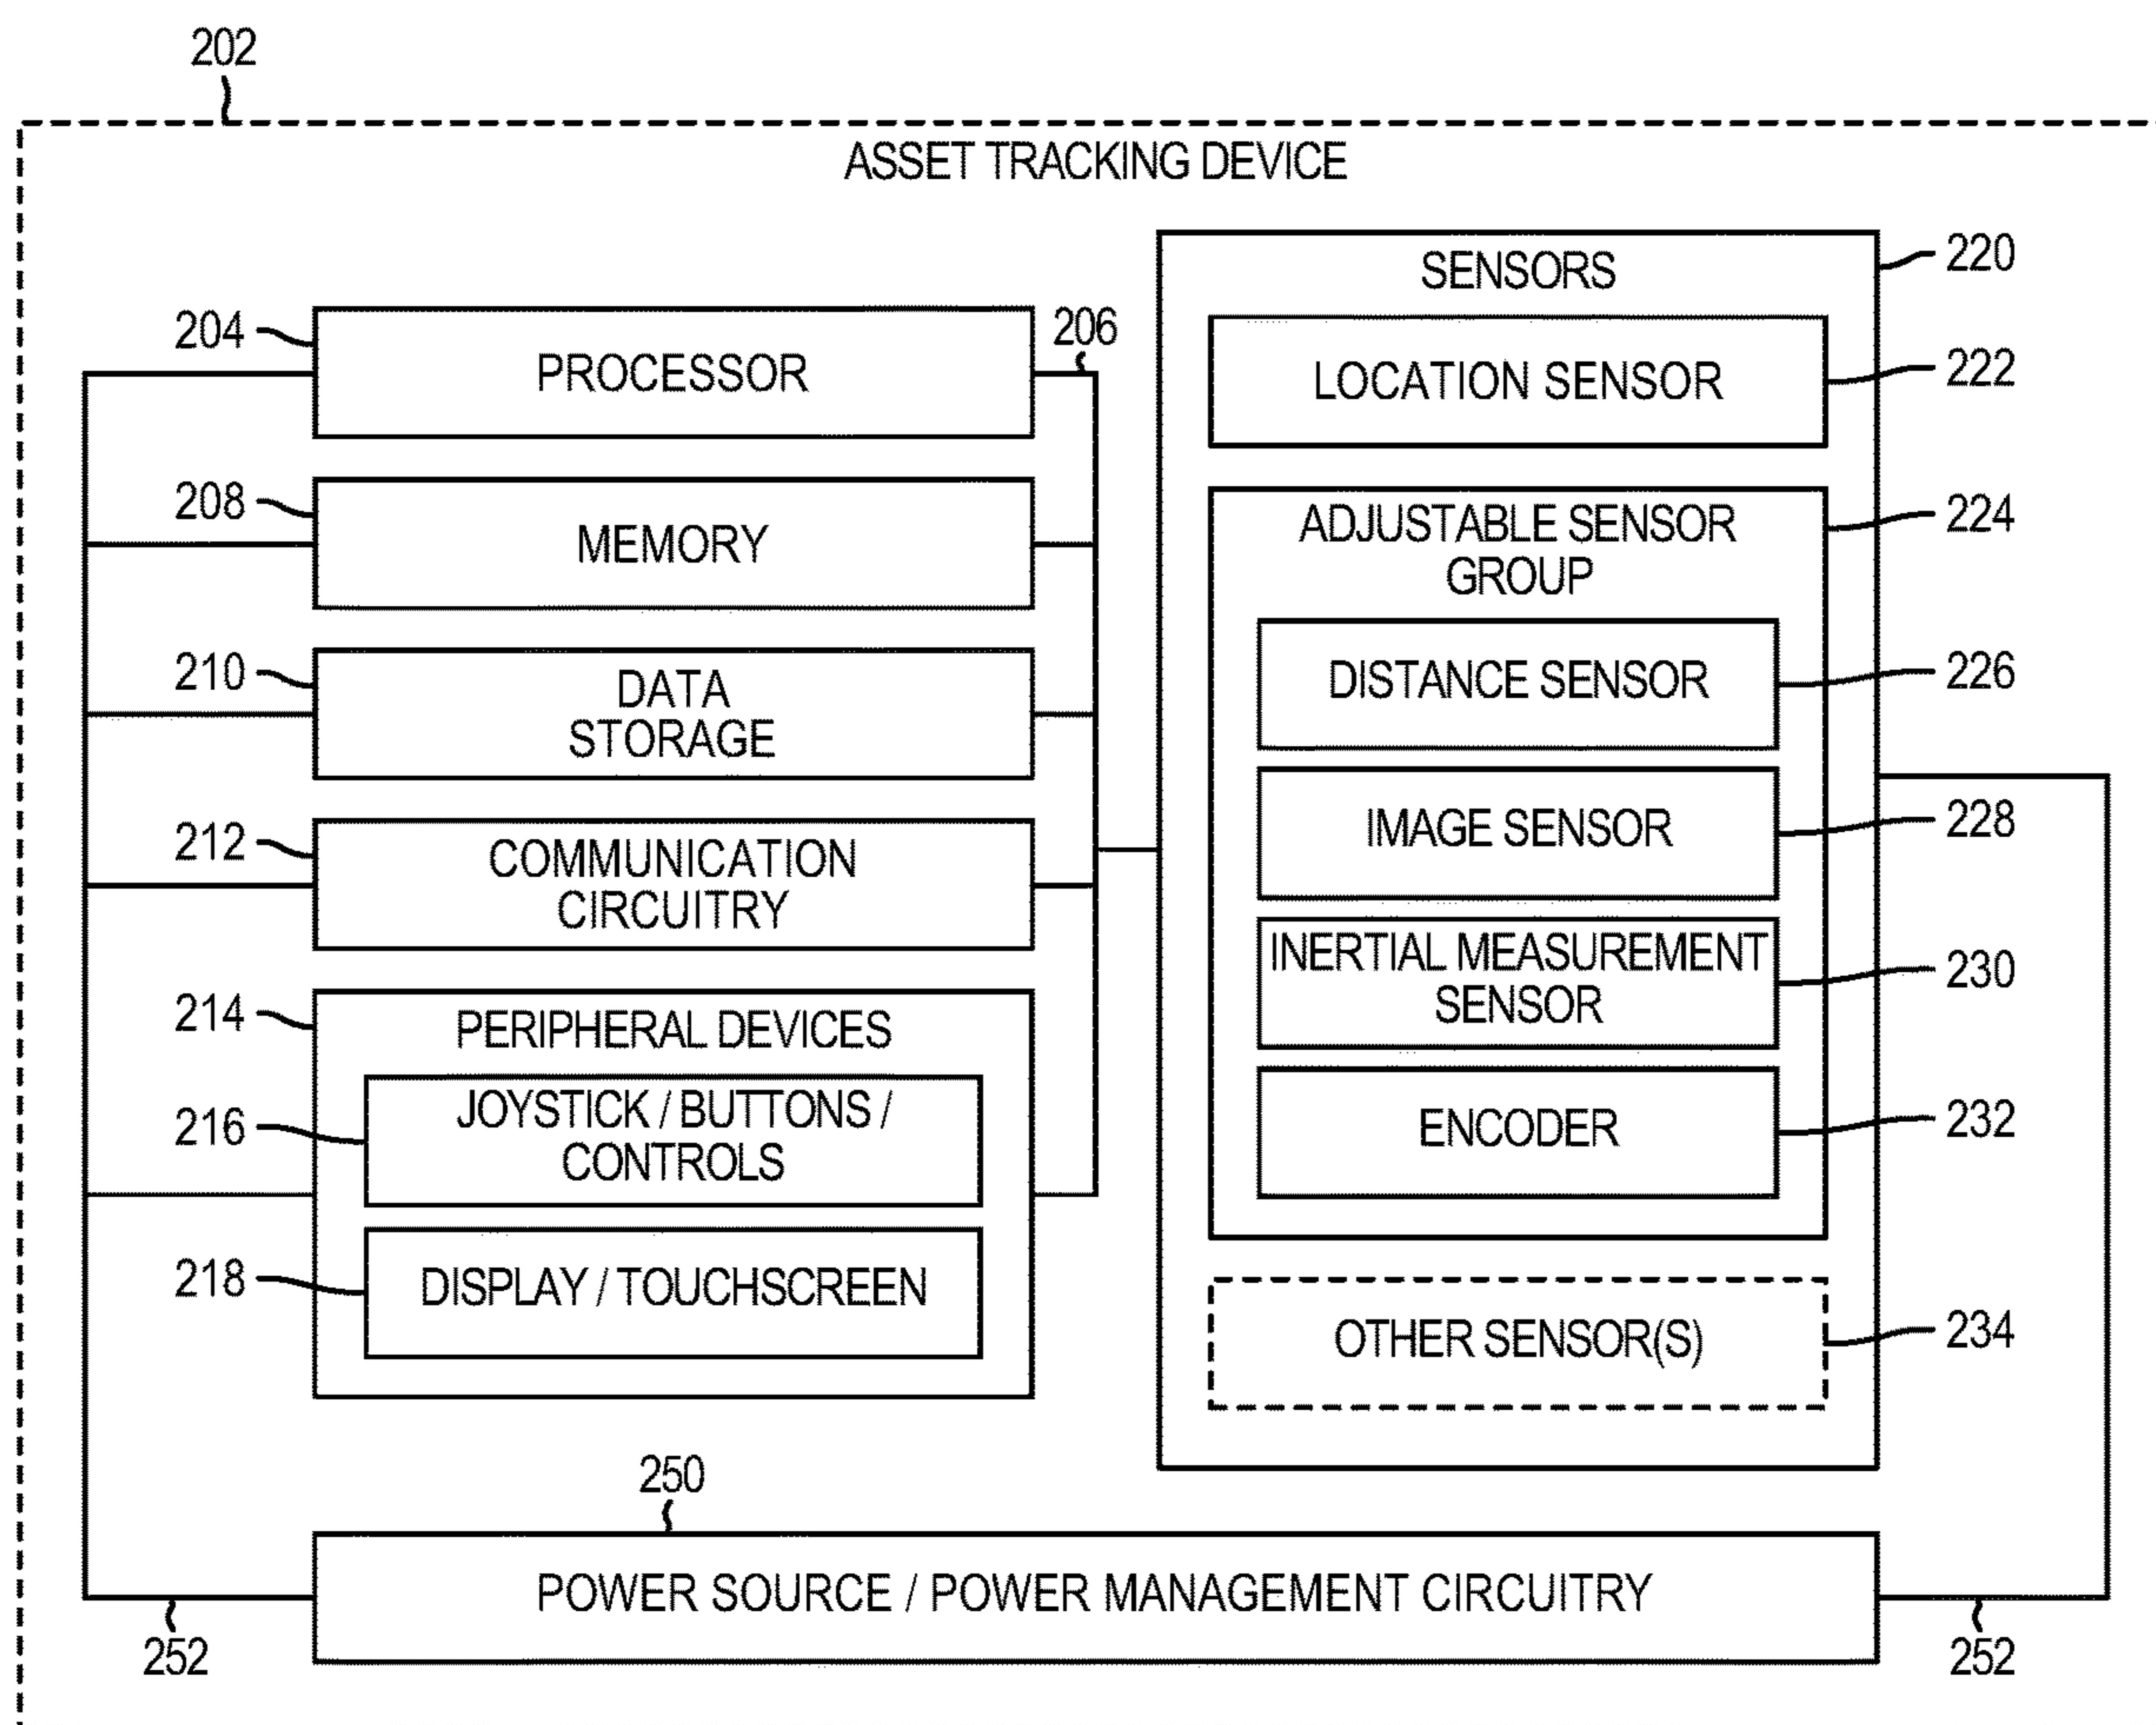 202
ASSET TRACKING DEVICE
204
PROCESSOR
206
208
MEMORY
210
DATA
STORAGE
212
COMMUNICATION
CIRCUITRY
214
PERIPHERAL DEVICES
216
JOYSTICK / BUTTONS /
CONTROLS
218
DISPLAY / TOUCHSCREEN
SENSORS
220
LOCATION SENSOR
222
ADJUSTABLE SENSOR
GROUP
224
DISTANCE SENSOR
226
IMAGE SENSOR
228
INERTIAL MEASUREMENT
SENSOR
230
ENCODER
232
OTHER SENSOR(S)
234
250
POWER SOURCE / POWER MANAGEMENT CIRCUITRY
252
252